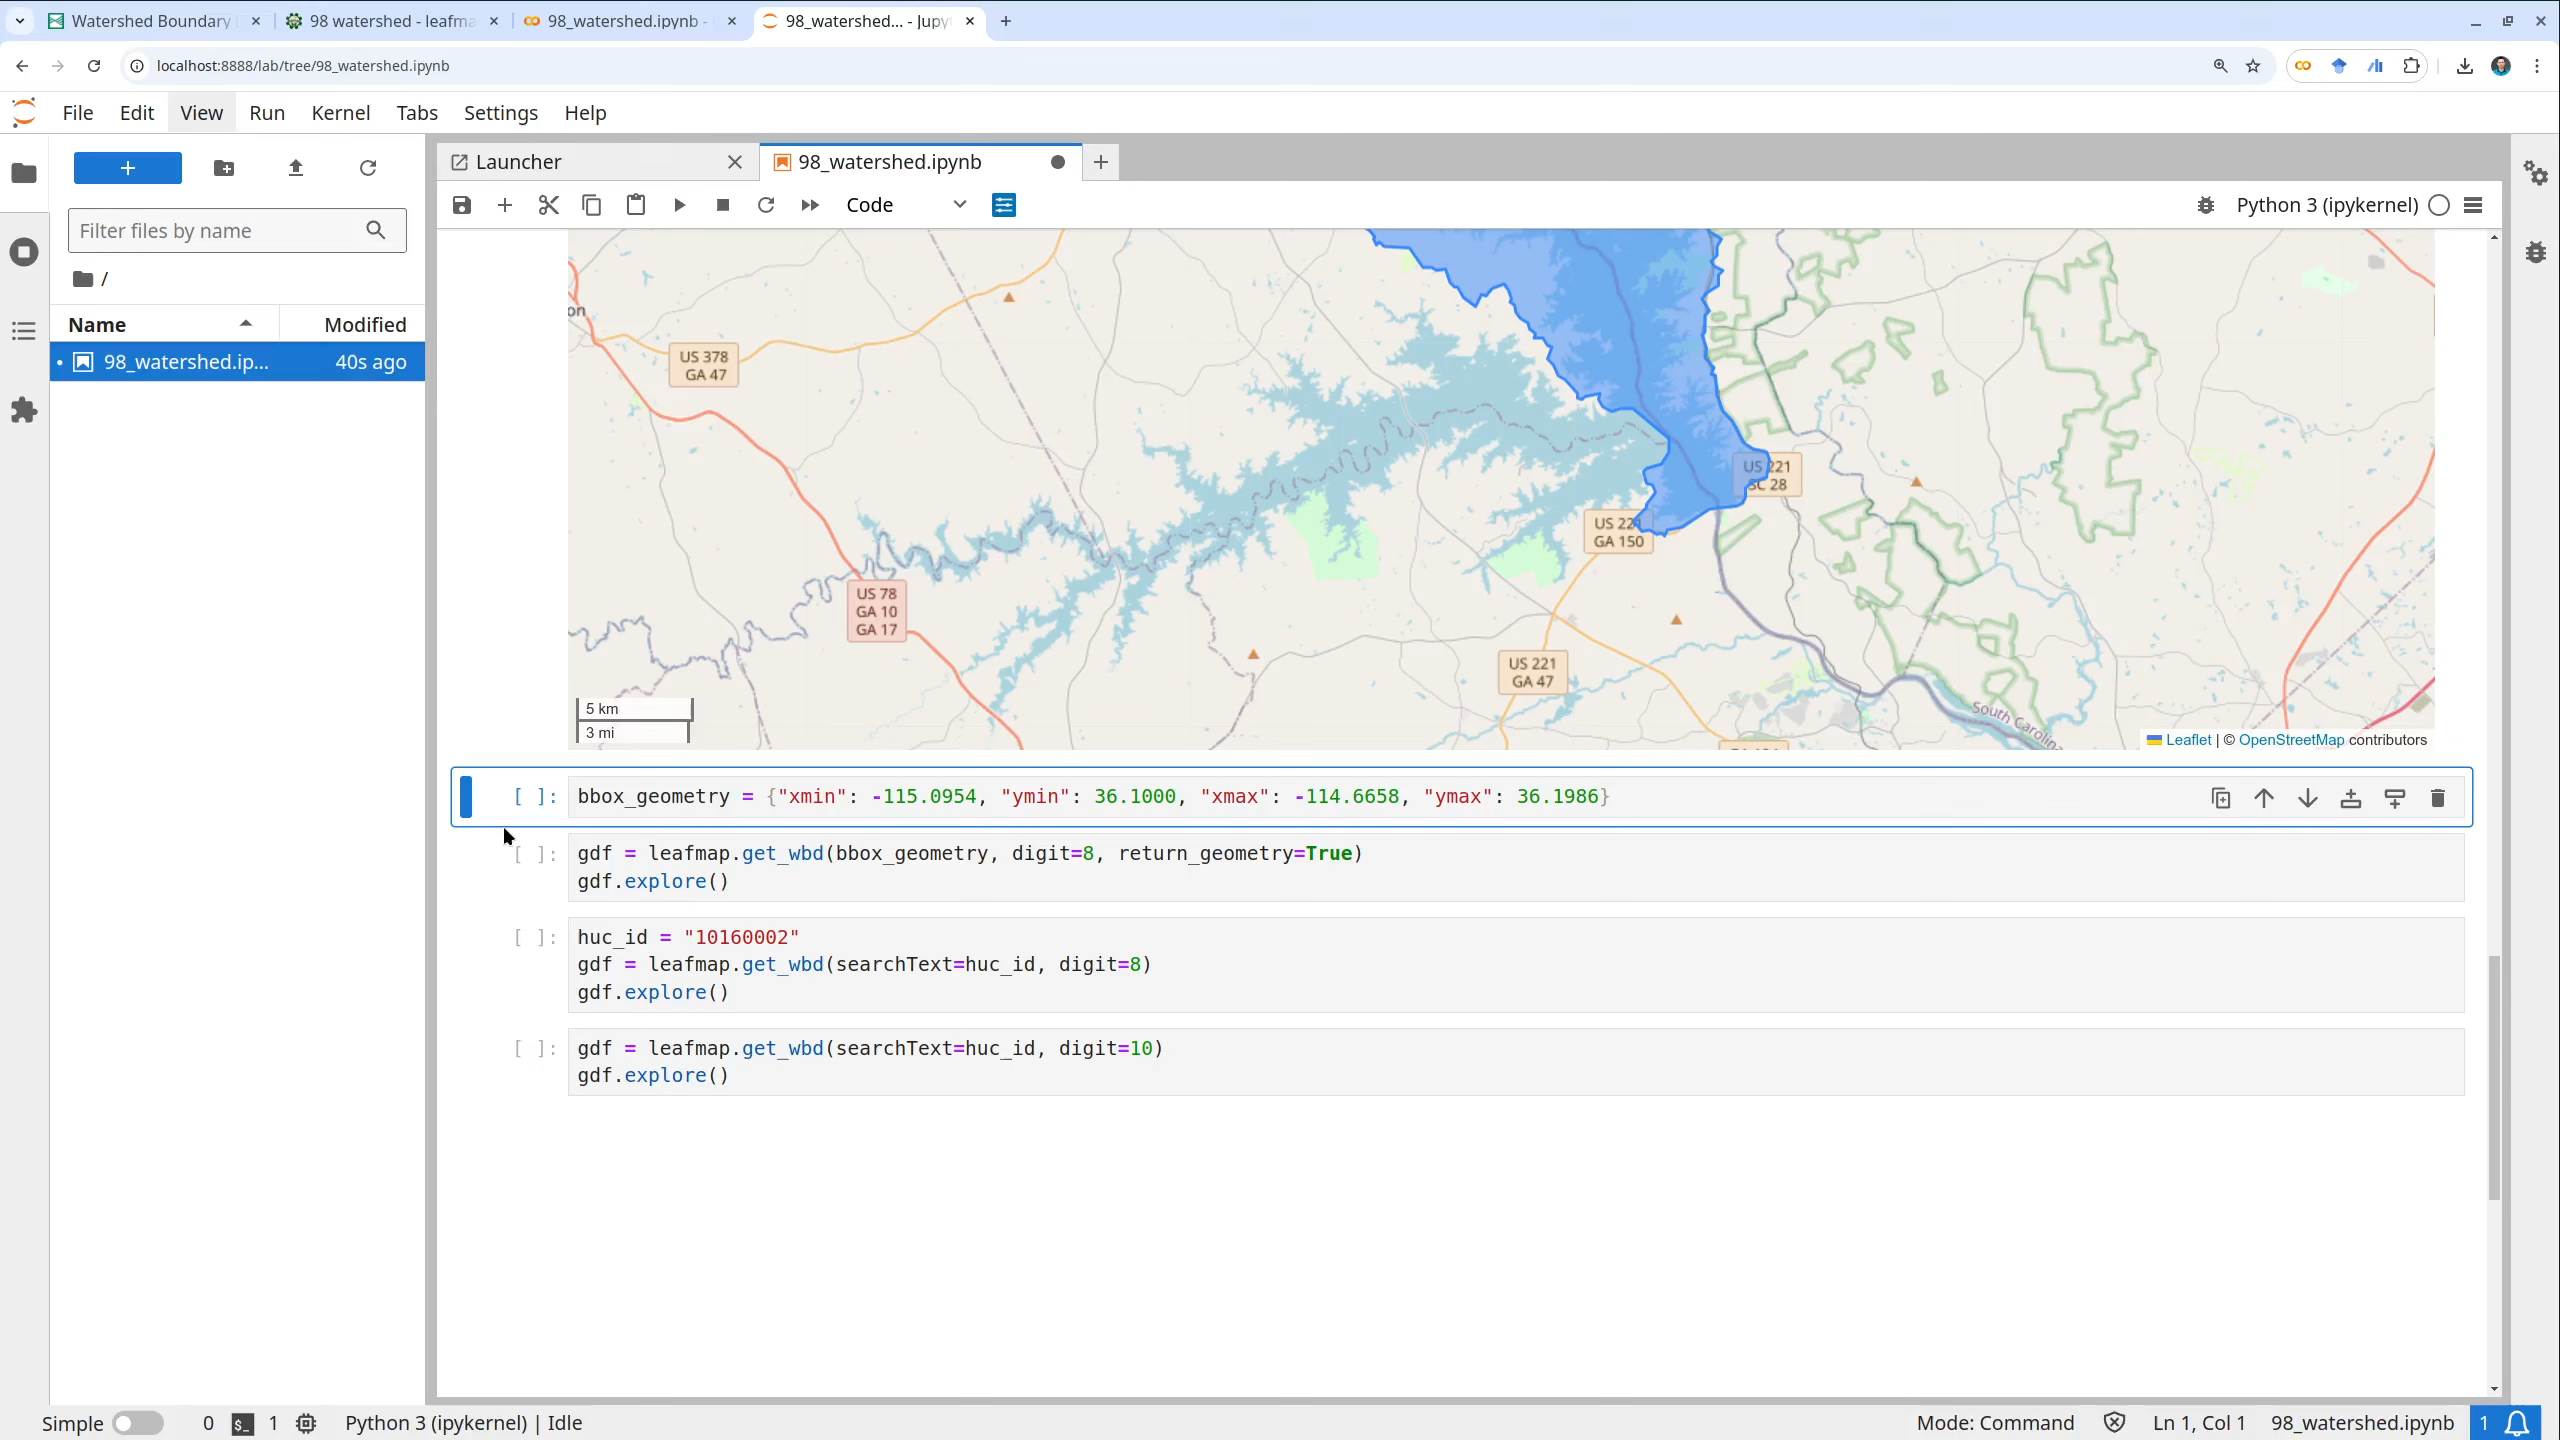 Watershed Boundary
98 watershed - leafma
98_watershed.ipynb -
98_watershed... - Jupy
localhost:8888/lab/tree/98_watershed.ipynb
File Edit View Run Kernel Tabs Settings Help
Launcher
98_watershed.ipynb
Code
Python 3 (ipykernel)
Filter files by name
/
Name Modified
98_watershed.ip... 40s ago
on
US 378
GA 47
US 221
SC 28
US 221
GA 150
US 78
GA 10
GA 17
US 221
GA 47
5 km
3 mi
South Carolina
Leaflet | © OpenStreetMap contributors
[ ]: bbox_geometry = {"xmin": -115.0954, "ymin": 36.1000, "xmax": -114.6658, "ymax": 36.1986}
[ ]: gdf = leafmap.get_wbd(bbox_geometry, digit=8, return_geometry=True)
gdf.explore()
[ ]: huc_id = "10160002"
gdf = leafmap.get_wbd(searchText=huc_id, digit=8)
gdf.explore()
[ ]: gdf = leafmap.get_wbd(searchText=huc_id, digit=10)
gdf.explore()
Simple 0 $_ 1 Python 3 (ipykernel) | Idle Mode: Command Ln 1, Col 1 98_watershed.ipynb 1